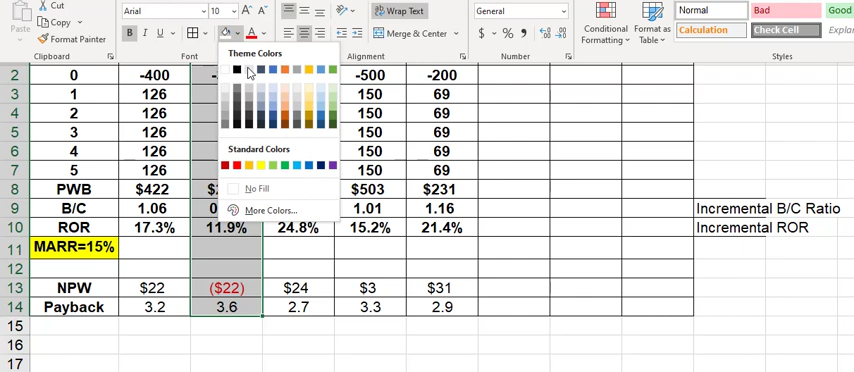 Cut
Copy
Format Painter
Paste
Clipboard
Arial 10 A A
B I U A
Font
Wrap Text
Merge & Center
Alignment
General
$ % ,
Number
Conditional Formatting
Format as Table
Normal Bad Good
Calculation Check Cell
Styles
Theme Colors
Standard Colors
No Fill
More Colors...
2 0 -400 -500 -200
3 1 126 150 69
4 2 126 150 69
5 3 126 150 69
6 4 126 150 69
7 5 126 150 69
8 PWB $422 $503 $231
9 B/C 1.06 1.01 1.16 Incremental B/C Ratio
10 ROR 17.3% 11.9% 24.8% 15.2% 21.4% Incremental ROR
11 MARR=15%
12
13 NPW $22 ($22) $24 $3 $31
14 Payback 3.2 3.6 2.7 3.3 2.9
15
16
17